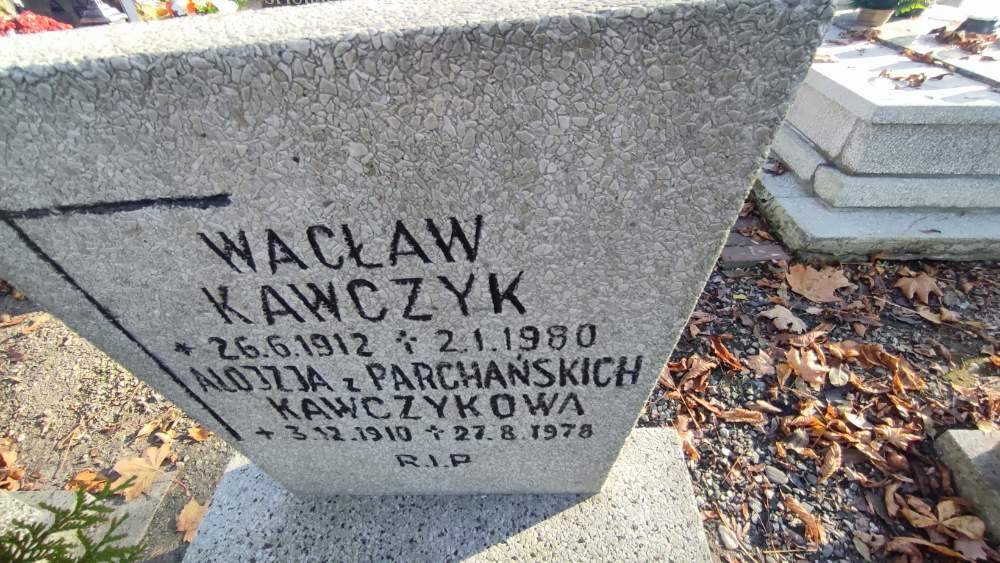 WACŁAW
KAWCZYK
* 26.6.1912 † 2.1.1980
ALOJZJA z PARCHAŃSKICH
KAWCZYKOWA
* 3.12.1910 † 27.8.1978
R.I.P